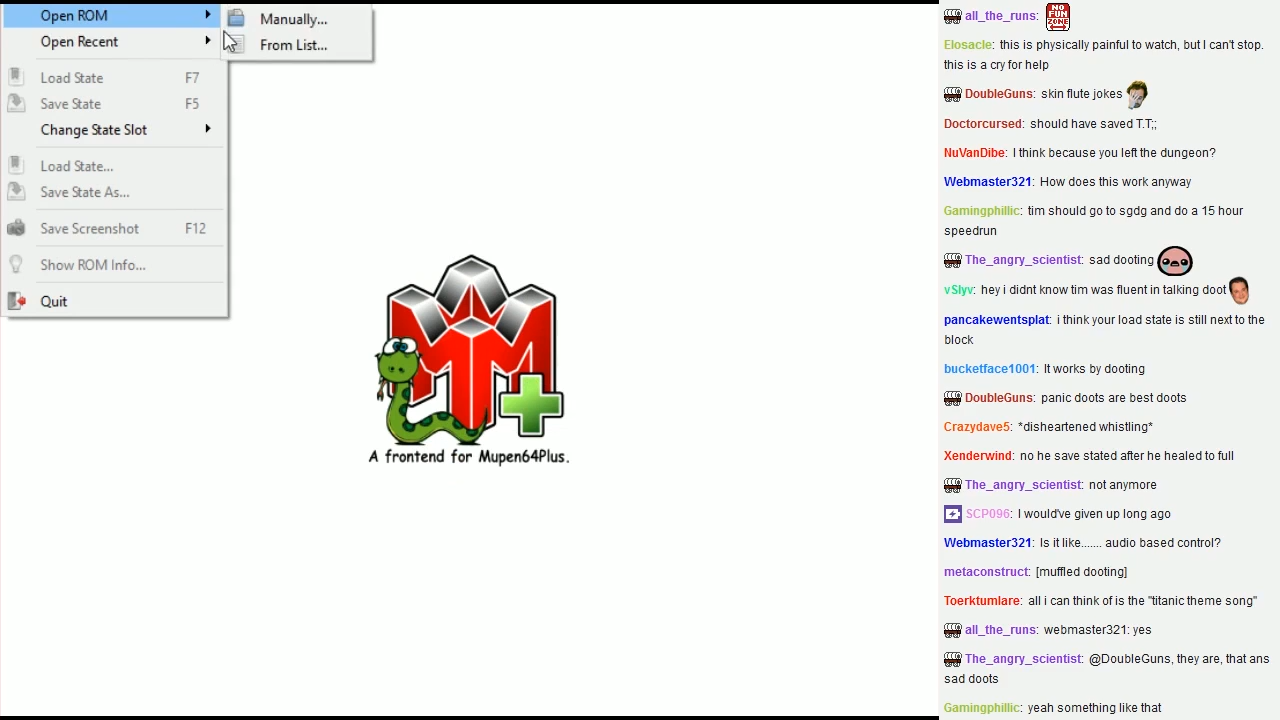 Open ROM
Manually...
Open Recent
From List...
Load State F7
Save State F5
Change State Slot
Load State...
Save State As...
Save Screenshot F12
Show ROM Info...
Quit
A frontend for Mupen64Plus.
all_the_runs: NO FUN ZONE
Elosacle: this is physically painful to watch, but I can't stop.
this is a cry for help
DoubleGuns: skin flute jokes
Doctorcursed: should have saved T.T;;
NuVanDibe: I think because you left the dungeon?
Webmaster321: How does this work anyway
Gamingphillic: tim should go to sgdg and do a 15 hour
speedrun
The_angry_scientist: sad dooting
vSlyv: hey i didnt know tim was fluent in talking doot
pancakewentsplat: i think your load state is still next to the
block
bucketface1001: It works by dooting
DoubleGuns: panic doots are best doots
Crazydave5: *disheartened whistling*
Xenderwind: no he save stated after he healed to full
The_angry_scientist: not anymore
SCP096: I would've given up long ago
Webmaster321: Is it like....... audio based control?
metaconstruct: [muffled dooting]
Toerktumlare: all i can think of is the "titanic theme song"
all_the_runs: webmaster321: yes
The_angry_scientist: @DoubleGuns, they are, that ans
sad doots
Gamingphillic: yeah something like that